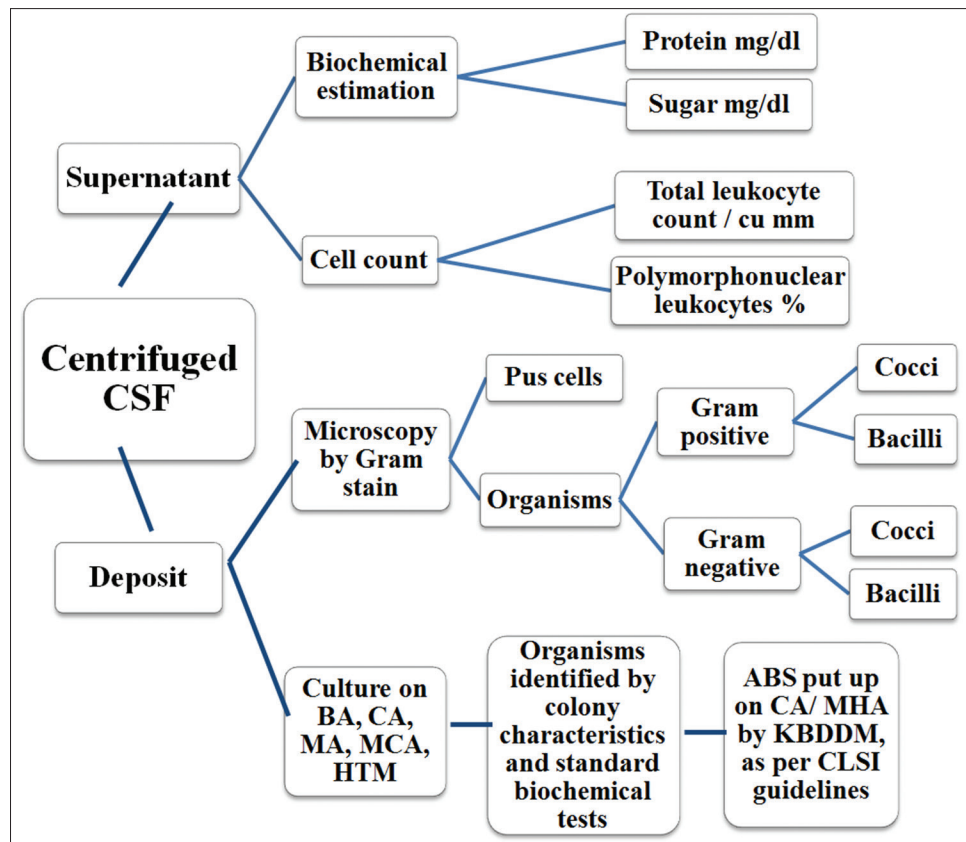 Centrifuged
CSF
Supernatant
Biochemical
estimation
Protein mg/dl
Sugar mg/dl
Cell count
Total leukocyte
count / cu mm
Polymorphonuclear
leukocytes %
Deposit
Microscopy
by Gram
stain
Pus cells
Organisms
Gram
positive
Cocci
Bacilli
Gram
negative
Cocci
Bacilli
Culture on
BA, CA,
MA, MCA,
HTM
Organisms
identified by
colony
characteristics
and standard
biochemical
tests
ABS put up
on CA/ MHA
by KBDDM,
as per CLSI
guidelines